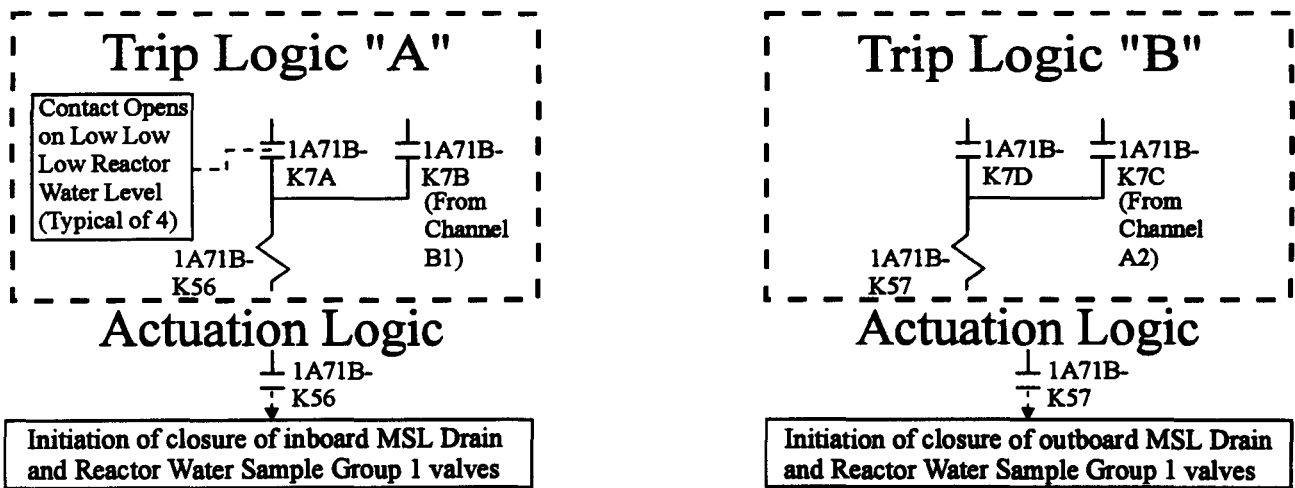 Trip Logic "A"
Contact Opens
on Low Low
Low Reactor
Water Level
(Typical of 4)
1A71B-
K7A
1A71B-
K7B
(From
Channel
B1)
1A71B-
K56
Actuation Logic
1A71B-
K56
Initiation of closure of inboard MSL Drain
and Reactor Water Sample Group 1 valves
Trip Logic "B"
1A71B-
K7D
1A71B-
K7C
(From
Channel
A2)
1A71B-
K57
Actuation Logic
1A71B-
K57
Initiation of closure of outboard MSL Drain
and Reactor Water Sample Group 1 valves